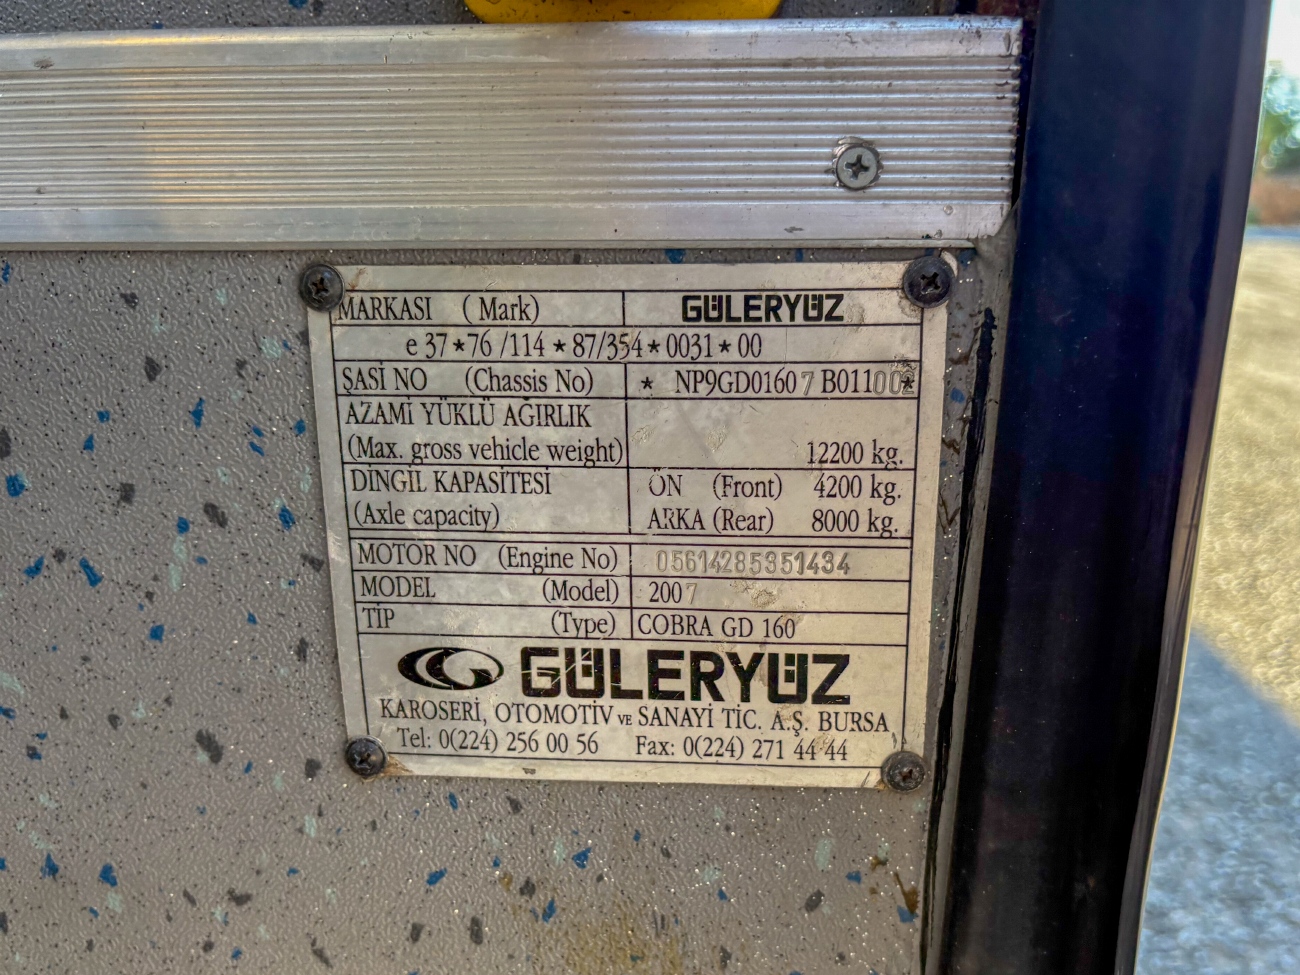 MARKASI (Mark) GÜLERYÜZ
e 37★76 /114 ★ 87/354★0031★00
ŞASİ NO (Chassis No) ★ NP9GD01607B011002★
AZAMİ YÜKLÜ AĞIRLIK
(Max. gross vehicle weight) 12200 kg.
DİNGİL KAPASİTESİ ÖN (Front) 4200 kg.
(Axle capacity) ARKA (Rear) 8000 kg.
MOTOR NO (Engine No) 05614285351434
MODEL (Model) 2007
TİP (Type) COBRA GD 160
GÜLERYÜZ
KAROSERİ, OTOMOTİV VE SANAYİ TİC. A.Ş. BURSA
Tel: 0(224) 256 00 56 Fax: 0(224) 271 44 44